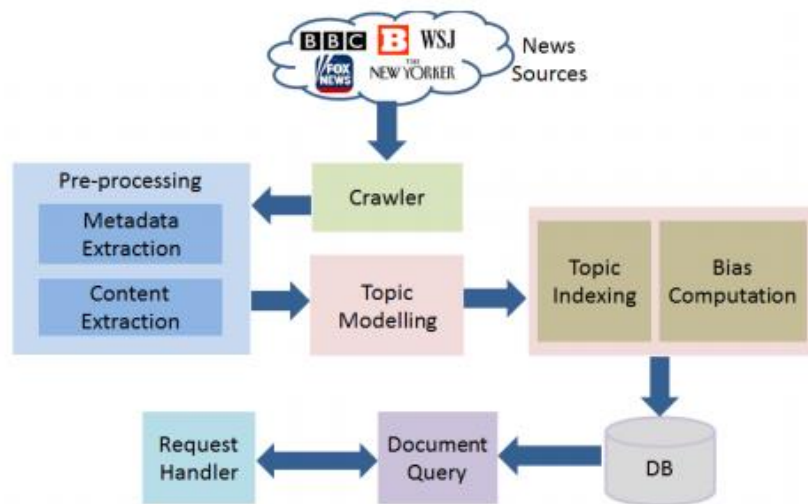 BBC
B
WSJ
FOX
NEWS
THE
NEW YORKER
News
Sources
Pre-processing
Metadata
Extraction
Content
Extraction
Crawler
Topic
Modelling
Topic
Indexing
Bias
Computation
Request
Handler
Document
Query
DB